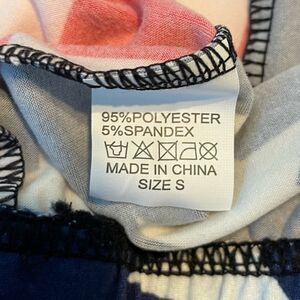 95%POLYESTER
5%SPANDEX
MADE IN CHINA
SIZE S